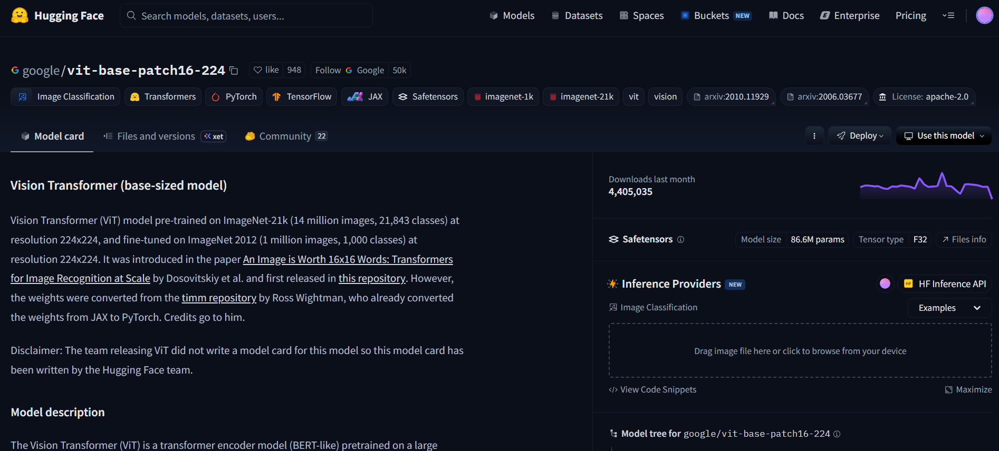 Hugging Face
Search models, datasets, users...
Models
Datasets
Spaces
Buckets NEW
Docs
Enterprise
Pricing
google/vit-base-patch16-224
like 948
Follow Google 50k
Image Classification
Transformers
PyTorch
TensorFlow
JAX
Safetensors
imagenet-1k
imagenet-21k
vit
vision
arxiv:2010.11929
arxiv:2006.03677
License: apache-2.0
Model card
Files and versions xet
Community 22
Deploy
Use this model
Vision Transformer (base-sized model)
Vision Transformer (ViT) model pre-trained on ImageNet-21k (14 million images, 21,843 classes) at
resolution 224x224, and fine-tuned on ImageNet 2012 (1 million images, 1,000 classes) at
resolution 224x224. It was introduced in the paper An Image is Worth 16x16 Words: Transformers
for Image Recognition at Scale by Dosovitskiy et al. and first released in this repository. However,
the weights were converted from the timm repository by Ross Wightman, who already converted
the weights from JAX to PyTorch. Credits go to him.
Disclaimer: The team releasing ViT did not write a model card for this model so this model card has
been written by the Hugging Face team.
Model description
The Vision Transformer (ViT) is a transformer encoder model (BERT-like) pretrained on a large
Downloads last month
4,405,035
Safetensors
Model size 86.6M params
Tensor type F32
Files info
Inference Providers NEW
HF Inference API
Image Classification
Examples
Drag image file here or click to browse from your device
View Code Snippets
Maximize
Model tree for google/vit-base-patch16-224